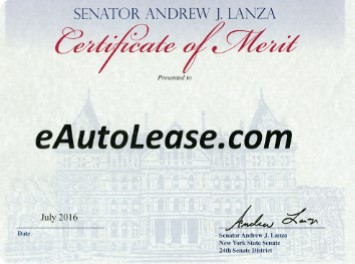 SENATOR ANDREW J. LANZA
Certificate of Merit
Presented to
eAutoLease.com
July 2016
Date
Andrew Lanza
Senator Andrew J. Lanza
New York State Senate
24th Senate District